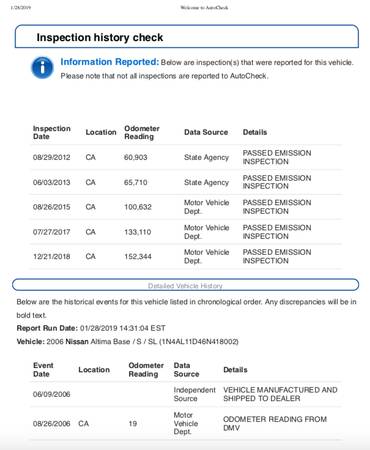 1/28/2019 Welcome to AutoCheck
Inspection history check
Information Reported: Below are inspection(s) that were reported for this vehicle.
Please note that not all inspections are reported to AutoCheck.
Inspection Date Location Odometer Reading Data Source Details
08/29/2012 CA 60,903 State Agency PASSED EMISSION INSPECTION
06/03/2013 CA 65,710 State Agency PASSED EMISSION INSPECTION
08/26/2015 CA 100,632 Motor Vehicle Dept. PASSED EMISSION INSPECTION
07/27/2017 CA 133,110 Motor Vehicle Dept. PASSED EMISSION INSPECTION
12/21/2018 CA 152,344 Motor Vehicle Dept. PASSED EMISSION INSPECTION
Detailed Vehicle History
Below are the historical events for this vehicle listed in chronological order. Any discrepancies will be in
bold text.
Report Run Date: 01/28/2019 14:31:04 EST
Vehicle: 2006 Nissan Altima Base / S / SL (1N4AL11D46N418002)
Event Date Location Odometer Reading Data Source Details
06/09/2006 Independent Source VEHICLE MANUFACTURED AND SHIPPED TO DEALER
08/26/2006 CA 19 Motor Vehicle Dept. ODOMETER READING FROM DMV